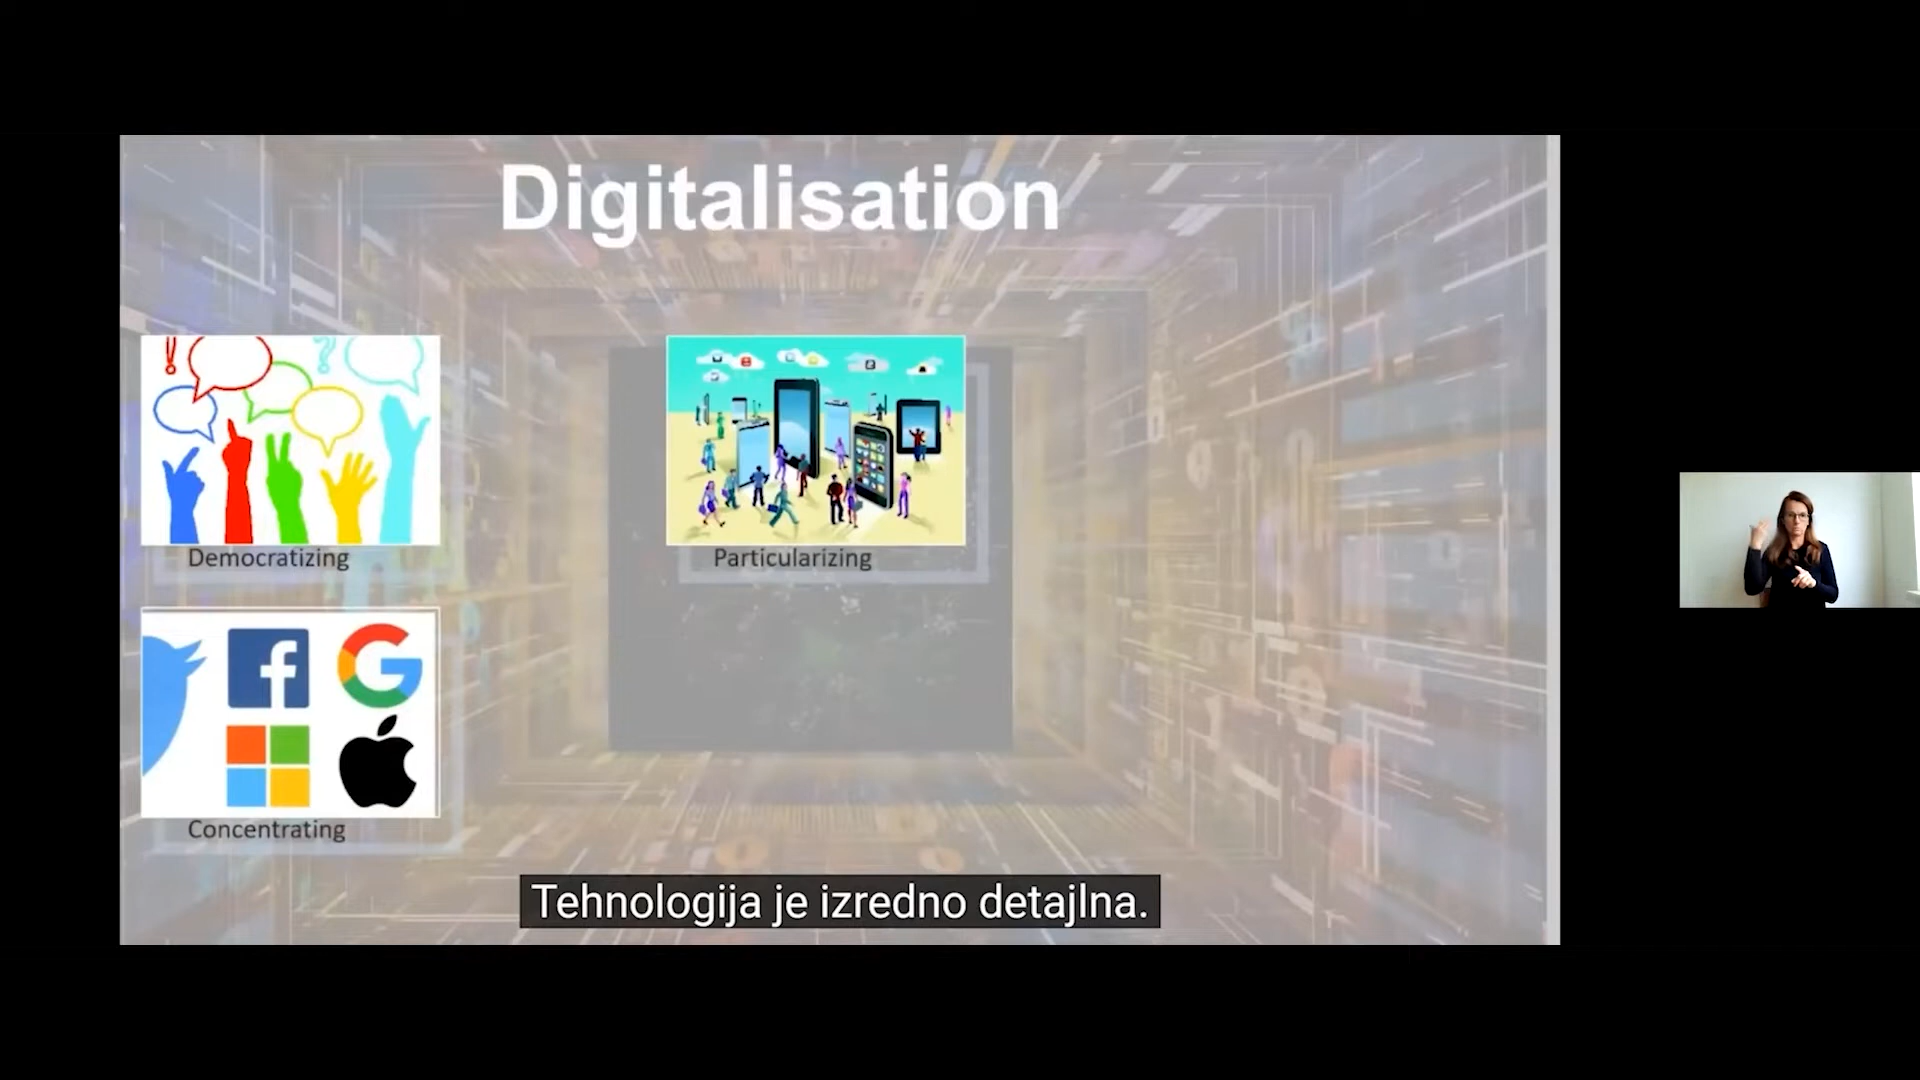 Digitalisation
Democratizing
Particularizing
Concentrating
Tehnologija je izredno detajlna.